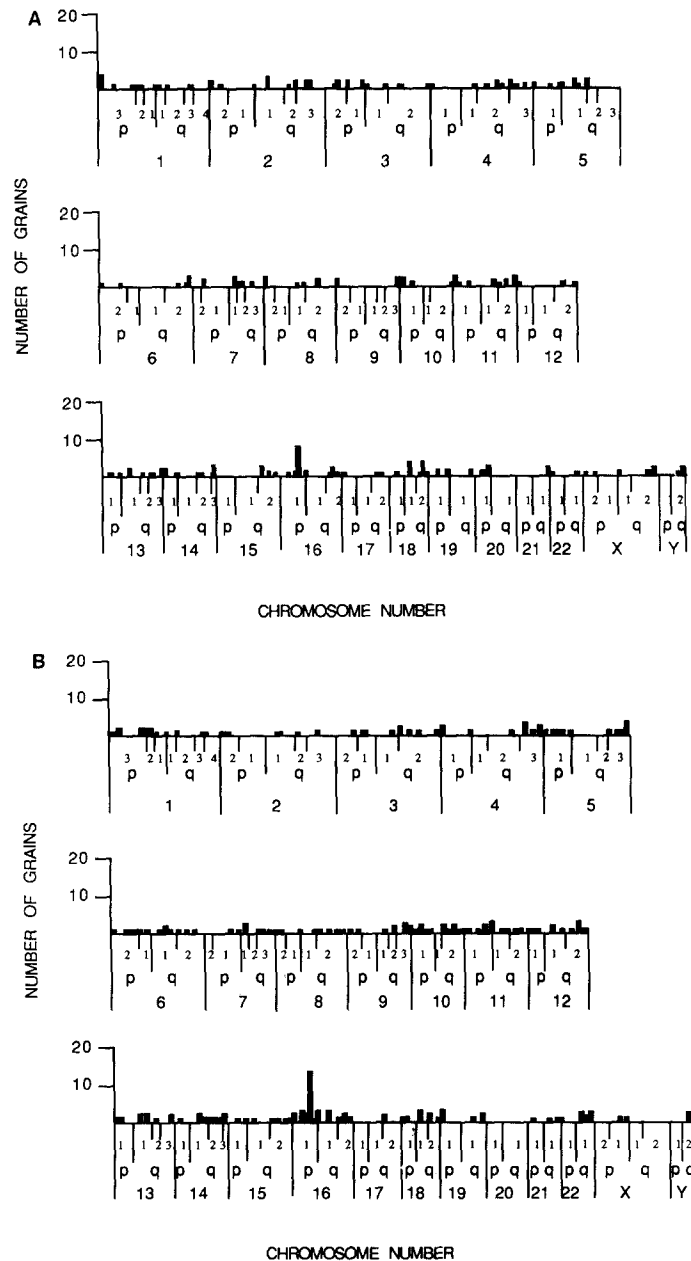 A
20
10
3 2 1 1 2 3 4 2 1 1 2 3 2 1 1 2 1 1 2 3 1 1 2 3
p q p q p q p q p q
1 2 3 4 5
20
10
2 1 1 2 2 1 1 2 3 2 1 1 2 2 1 1 2 3 1 1 2 1 1 2 1 1 2
p q p q p q p q p q p q p q
6 7 8 9 10 11 12
20
10
1 1 2 3 1 1 2 3 1 1 2 1 1 2 1 1 2 1 1 2 1 1 1 1 1 1 1 1 2 1 1 2 1 2
p q p q p q p q p q p q p q p q p q p q p q p q
13 14 15 16 17 18 19 20 21 22 X Y
NUMBER OF GRAINS
CHROMOSOME NUMBER
B
20
10
3 2 1 1 2 3 4 2 1 1 2 3 2 1 1 2 1 1 2 3 1 1 2 3
p q p q p q p q p q
1 2 3 4 5
20
10
2 1 1 2 2 1 1 2 3 2 1 1 2 2 1 1 2 3 1 1 2 1 1 2 1 1 2
p q p q p q p q p q p q p q
6 7 8 9 10 11 12
20
10
1 1 2 3 1 1 2 3 1 1 2 1 1 2 1 1 2 1 1 2 1 1 1 1 1 1 1 1 2 1 1 2 1 2
p q p q p q p q p q p q p q p q p q p q p q p q
13 14 15 16 17 18 19 20 21 22 X Y
NUMBER OF GRAINS
CHROMOSOME NUMBER